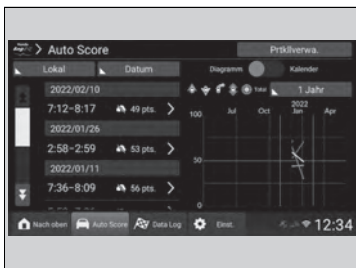 Auto Score
Prtkllverwa.
Lokal
Datum
Diagramm
Kalender
2022/02/10
7:12-8:17 49 pts.
2022/01/26
2:58-2:59 53 pts.
2022/01/11
7:36-8:09 56 pts.
Total
1 Jahr
2022
Jul Oct Jan Apr
100
50
0
Nach oben
Auto Score
Data Log
Einst.
12:34